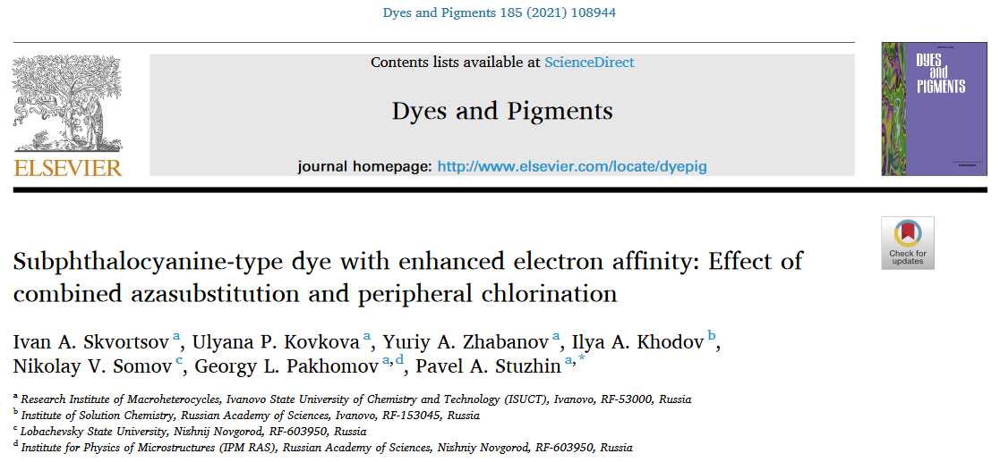 Dyes and Pigments 185 (2021) 108944
Contents lists available at ScienceDirect
Dyes and Pigments
journal homepage: http://www.elsevier.com/locate/dyepig
ELSEVIER
DYES
and
PIGMENTS
Check for
updates
Subphthalocyanine-type dye with enhanced electron affinity: Effect of
combined azasubstitution and peripheral chlorination
Ivan A. Skvortsov a, Ulyana P. Kovkova a, Yuriy A. Zhabanov a, Ilya A. Khodov b,
Nikolay V. Somov c, Georgy L. Pakhomov a,d, Pavel A. Stuzhin a,*
a Research Institute of Macroheterocycles, Ivanovo State University of Chemistry and Technology (ISUCT), Ivanovo, RF-53000, Russia
b Institute of Solution Chemistry, Russian Academy of Sciences, Ivanovo, RF-153045, Russia
c Lobachevsky State University, Nizhnij Novgorod, RF-603950, Russia
d Institute for Physics of Microstructures (IPM RAS), Russian Academy of Sciences, Nizhniy Novgorod, RF-603950, Russia